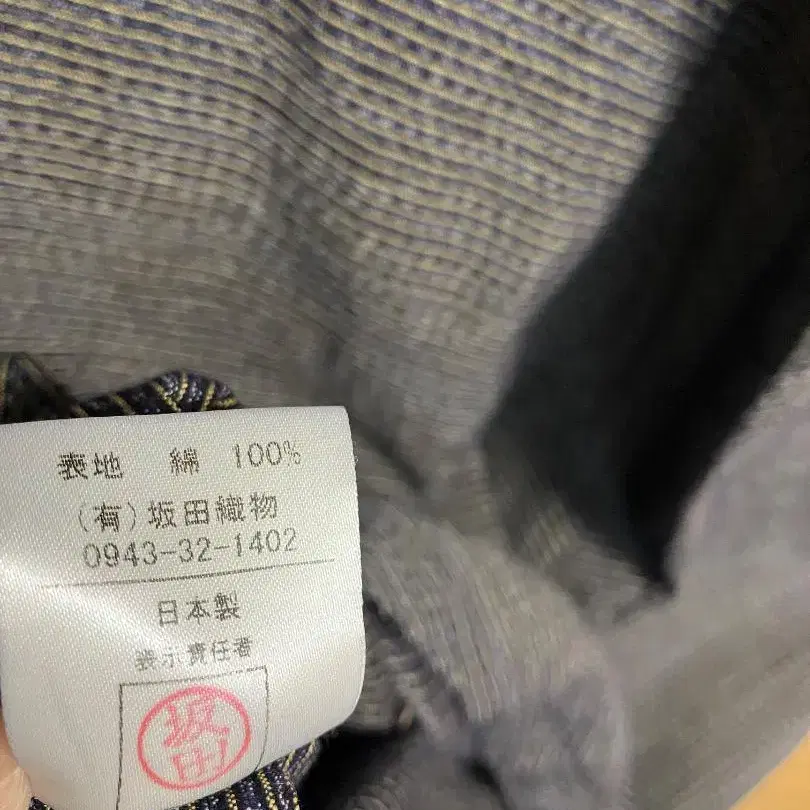 表地　綿　100%
(有)坂田織物
0943-32-1402
日本製
表示責任者
坂田